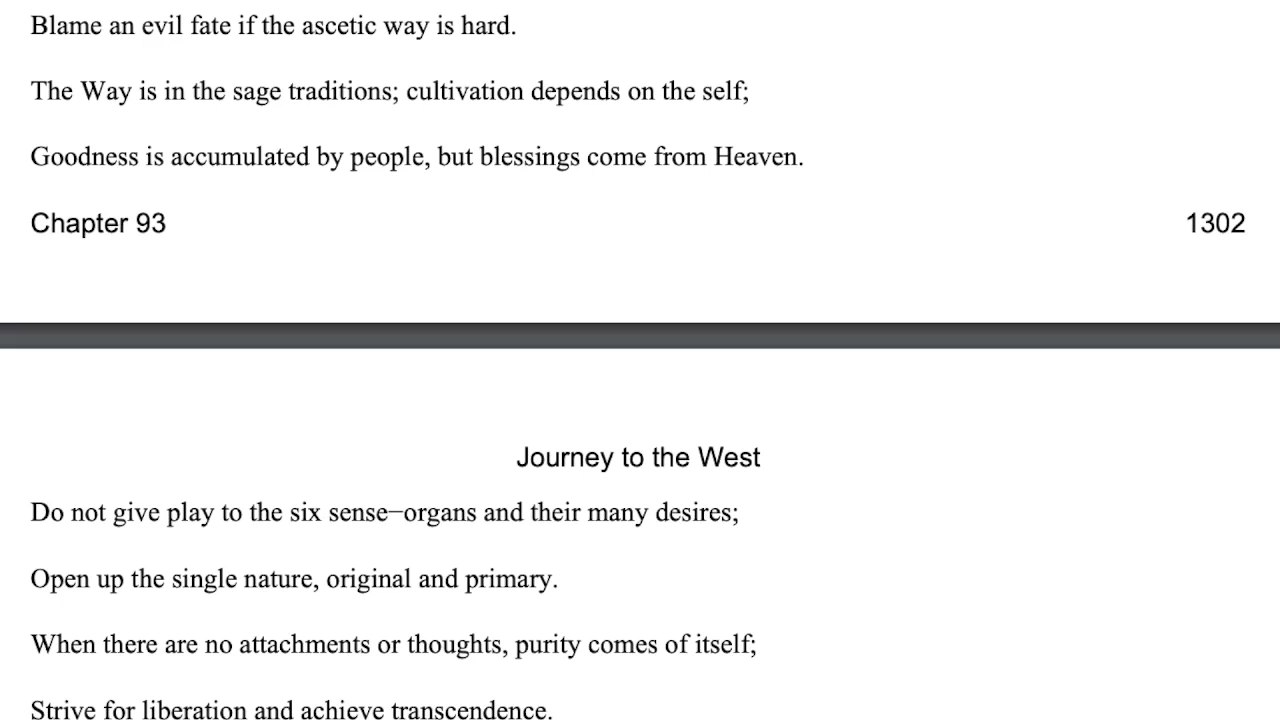 Blame an evil fate if the ascetic way is hard.
The Way is in the sage traditions; cultivation depends on the self;
Goodness is accumulated by people, but blessings come from Heaven.
Chapter 93 1302
Journey to the West
Do not give play to the six sense−organs and their many desires;
Open up the single nature, original and primary.
When there are no attachments or thoughts, purity comes of itself;
Strive for liberation and achieve transcendence.